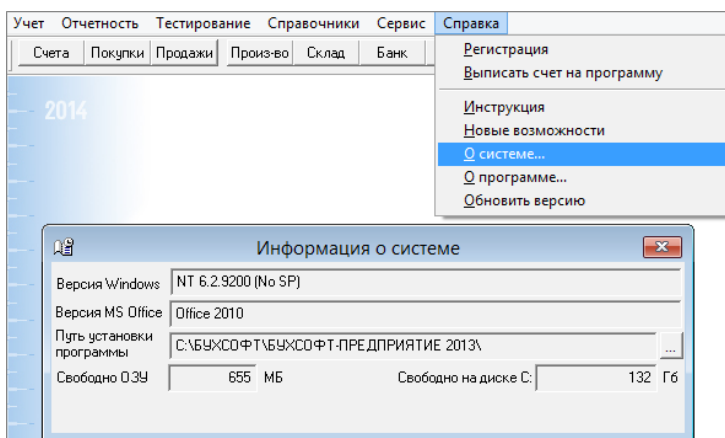 Учет Отчетность Тестирование Справочники Сервис Справка
Счета Покупки Продажи Произ-во Склад Банк
Регистрация
Выписать счет на программу
Инструкция
Новые возможности
О системе...
О программе...
Обновить версию
2014
Информация о системе
Версия Windows NT 6.2.9200 (No SP)
Версия MS Office Office 2010
Путь установки
программы
C:\БУХСОФТ\БУХСОФТ-ПРЕДПРИЯТИЕ 2013\ ...
Свободно ОЗУ 655 МБ Свободно на диске C: 132 Гб